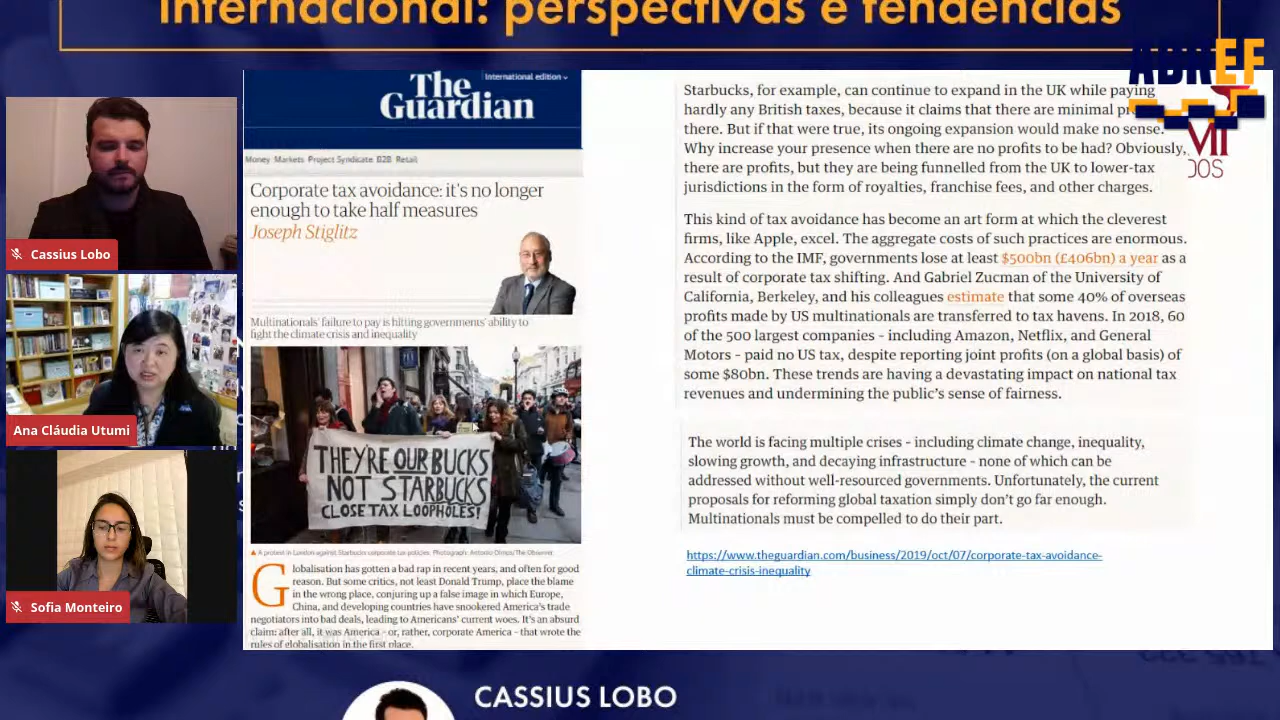 internacional: perspectivas e tendências
ABREF
Cassius Lobo
Ana Cláudia Utumi
Sofia Monteiro
The
Guardian
International edition
Money Markets Project Syndicate B2B Retail
Corporate tax avoidance: it's no longer
enough to take half measures
Joseph Stiglitz
Multinationals' failure to pay is hitting governments' ability to
fight the climate crisis and inequality
THEY'RE OUR BUCKS
NOT STARBUCKS
CLOSE TAX LOOPHOLES!
A protest in London against Starbucks corporate tax policies. Photograph: Antonio Olmos/The Observer
Globalisation has gotten a bad rap in recent years, and often for good
reason. But some critics, not least Donald Trump, place the blame
in the wrong place, conjuring up a false image in which Europe,
China, and developing countries have snookered America's trade
negotiators into bad deals, leading to Americans' current woes. It's an absurd
claim: after all, it was America – or, rather, corporate America – that wrote the
rules of globalisation in the first place.
Starbucks, for example, can continue to expand in the UK while paying
hardly any British taxes, because it claims that there are minimal
there. But if that were true, its ongoing expansion would make no sense.
Why increase your presence when there are no profits to be had? Obviously,
there are profits, but they are being funnelled from the UK to lower-tax
jurisdictions in the form of royalties, franchise fees, and other charges.
This kind of tax avoidance has become an art form at which the cleverest
firms, like Apple, excel. The aggregate costs of such practices are enormous.
According to the IMF, governments lose at least $500bn (£406bn) a year as a
result of corporate tax shifting. And Gabriel Zucman of the University of
California, Berkeley, and his colleagues estimate that some 40% of overseas
profits made by US multinationals are transferred to tax havens. In 2018, 60
of the 500 largest companies – including Amazon, Netflix, and General
Motors – paid no US tax, despite reporting joint profits (on a global basis) of
some $80bn. These trends are having a devastating impact on national tax
revenues and undermining the public's sense of fairness.
The world is facing multiple crises – including climate change, inequality,
slowing growth, and decaying infrastructure – none of which can be
addressed without well-resourced governments. Unfortunately, the current
proposals for reforming global taxation simply don't go far enough.
Multinationals must be compelled to do their part.
https://www.theguardian.com/business/2019/oct/07/corporate-tax-avoidance-
climate-crisis-inequality
CASSIUS LOBO